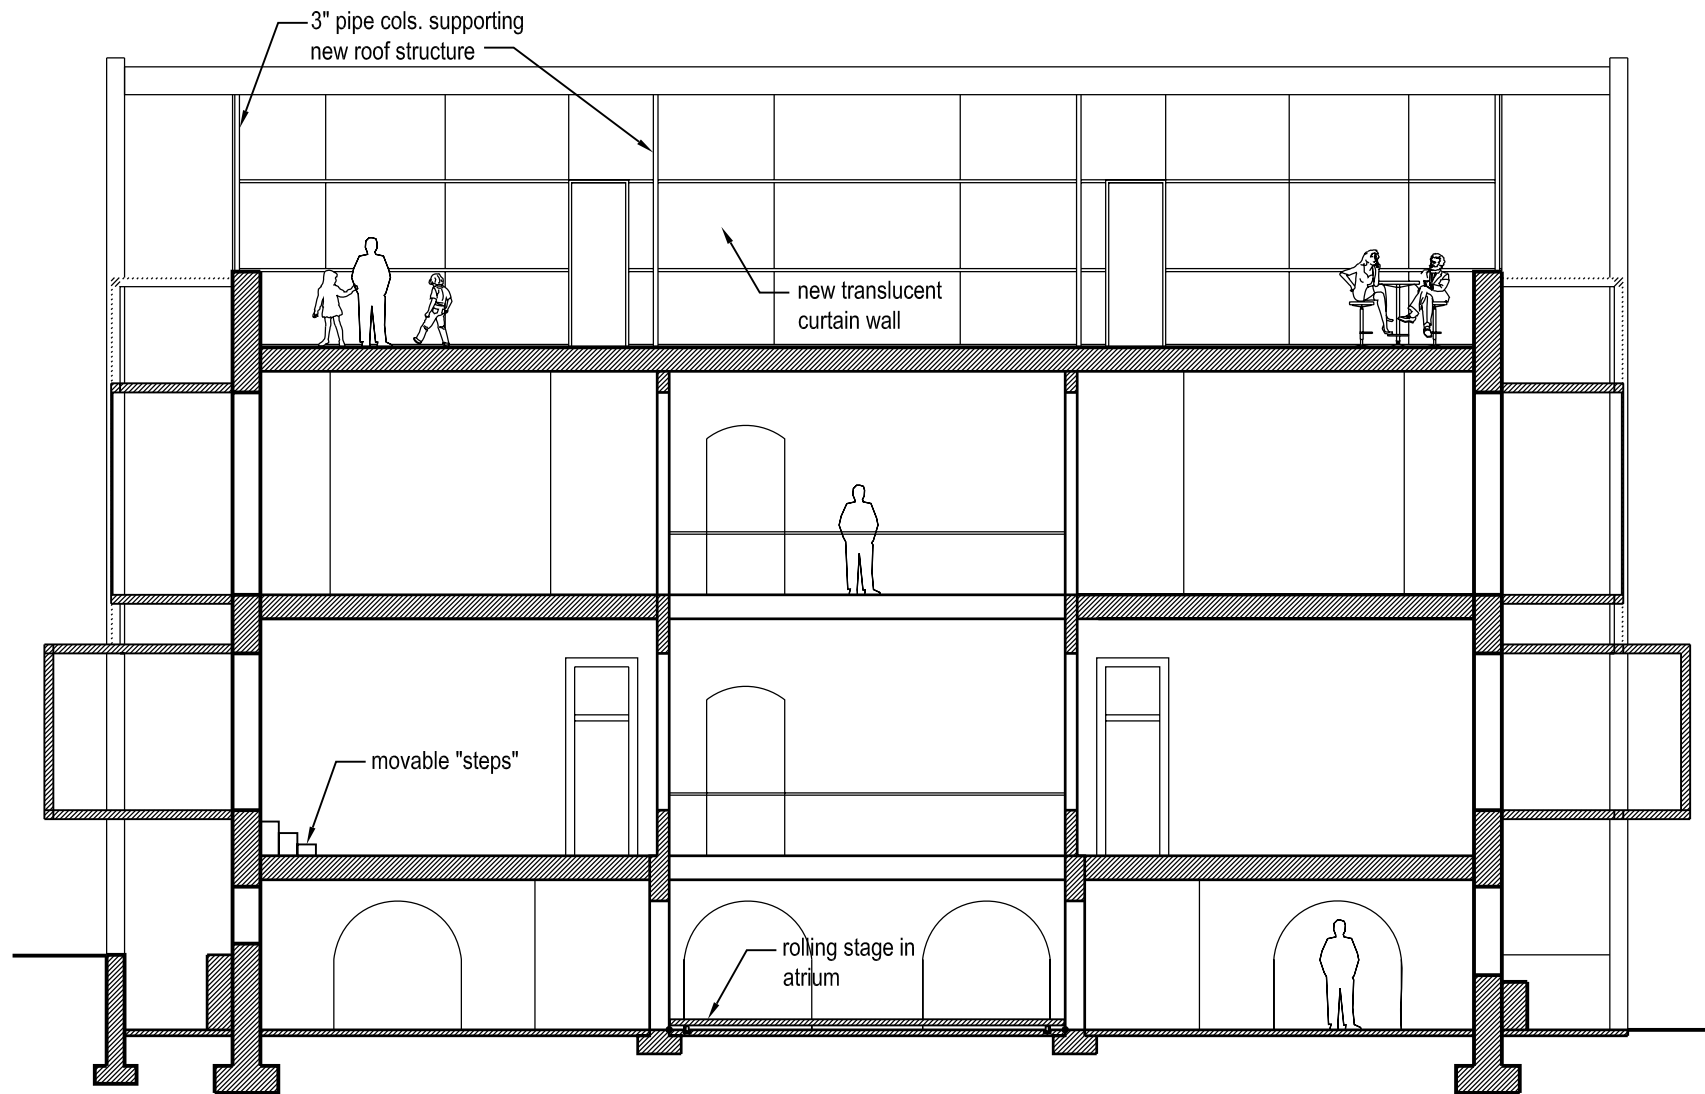 3" pipe cols. supporting
new roof structure
new translucent
curtain wall
movable "steps"
rolling stage in
atrium